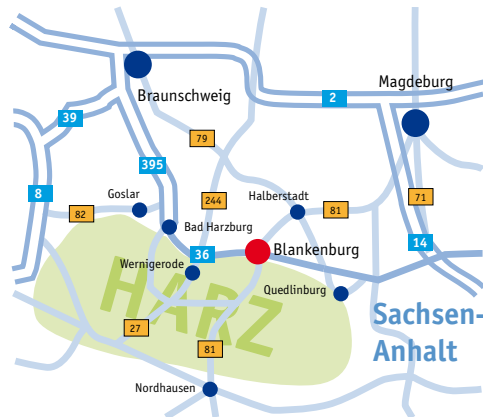 Braunschweig
Magdeburg
2
39
79
395
8
82
Goslar
244
Halberstadt
81
71
Bad Harzburg
36
Blankenburg
14
Wernigerode
Quedlinburg
HARZ
27
81
Sachsen-
Anhalt
Nordhausen